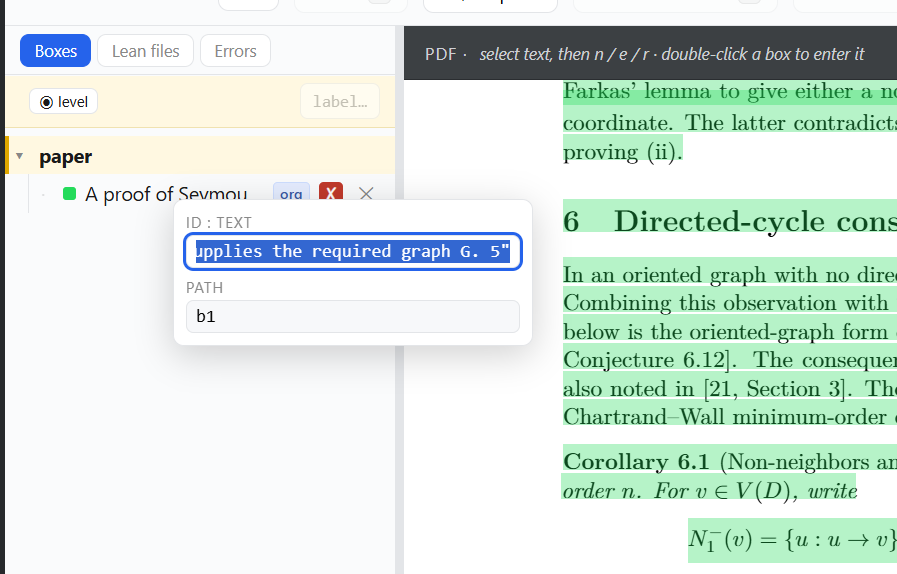 Boxes
Lean files
Errors
level
label…
paper
A proof of Seymou
org
X
ID : TEXT
upplies the required graph G. 5"
PATH
b1
PDF · select text, then n / e / r · double-click a box to enter it
Farkas' lemma to give either a
coordinate. The latter contradicts
proving (ii).
6 Directed-cycle cons
In an oriented graph with no dire
Combining this observation with
below is the oriented-graph form
Conjecture 6.12]. The consequen
also noted in [21, Section 3]. Th
Chartrand–Wall minimum-order
Corollary 6.1 (Non-neighbors an
order n. For v ∈ V(D), write
N₁⁻(v) = {u : u → v}